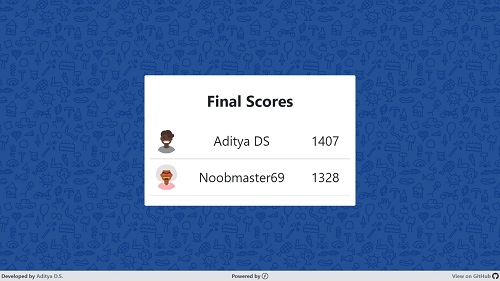 Final Scores
Aditya DS 1407
Noobmaster69 1328
Developed by Aditya D.S. Powered by View on GitHub